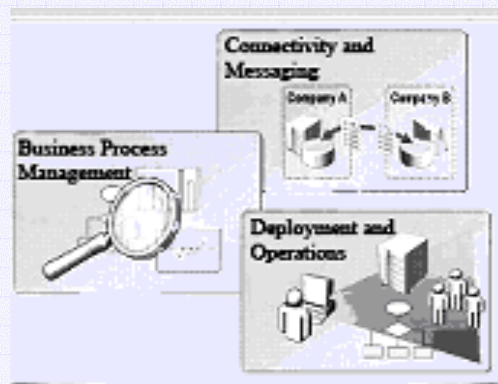 Connectivity and
Messaging
Company A
Company B
Business Process
Management
Deployment and
Operations